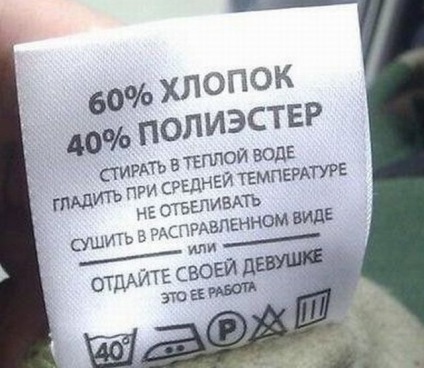 60% ХЛОПОК
40% ПОЛИЭСТЕР
СТИРАТЬ В ТЕПЛОЙ ВОДЕ
ГЛАДИТЬ ПРИ СРЕДНЕЙ ТЕМПЕРАТУРЕ
НЕ ОТБЕЛИВАТЬ
СУШИТЬ В РАСПРАВЛЕННОМ ВИДЕ
ИЛИ
ОТДАЙТЕ СВОЕЙ ДЕВУШКЕ
ЭТО ЕЕ РАБОТА
40° P